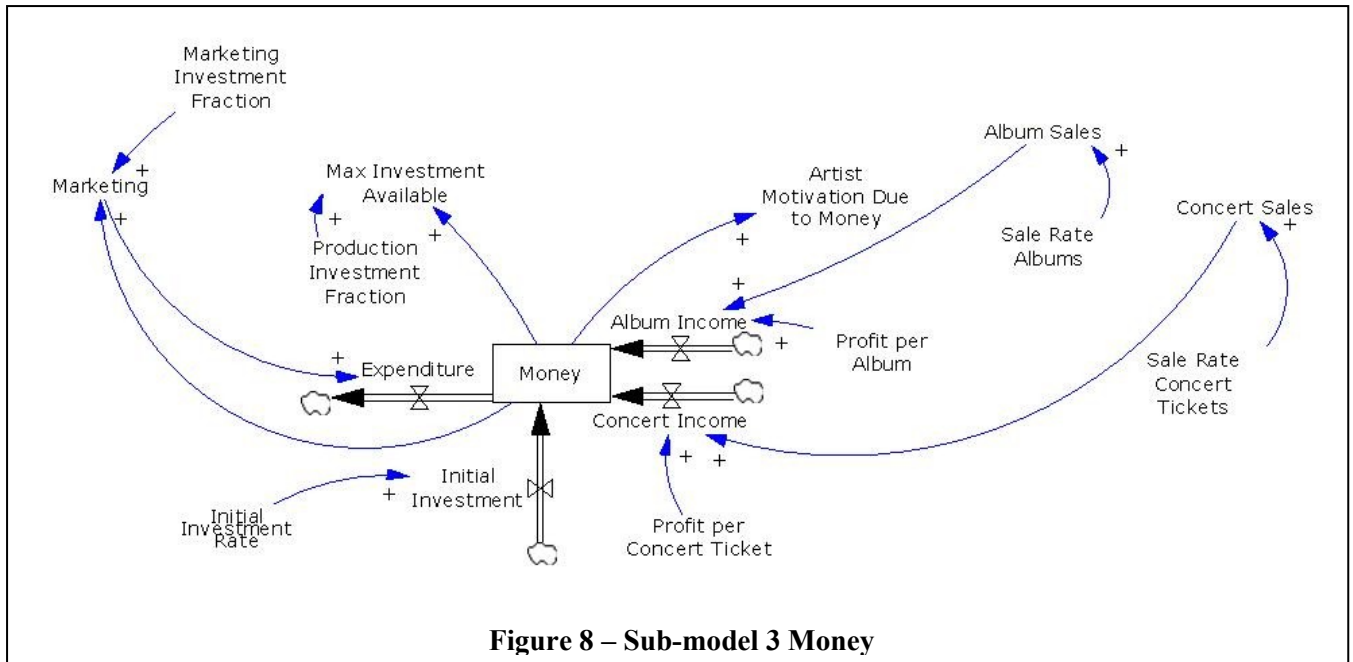 Marketing
Investment
Fraction
Album Sales
+
+
Marketing
+
Max Investment
Available
+
+
Production
Investment
Fraction
Artist
Motivation Due
to Money
+
Concert Sales
+
Sale Rate
Albums
+
Album Income
+
Profit per
Album
Sale Rate
Concert
Tickets
+
Expenditure
Money
Concert Income
+
+
Initial
Investment
+
Initial
Investment
Rate
Profit per
Concert Ticket
Figure 8 – Sub-model 3 Money